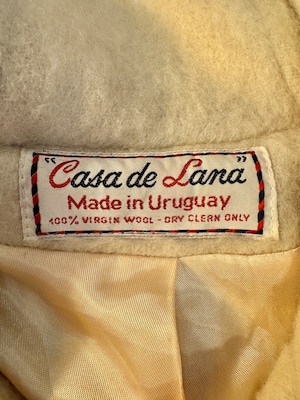 "Casa de Lana"
Made in Uruguay
100% VIRGIN WOOL - DRY CLEAN ONLY